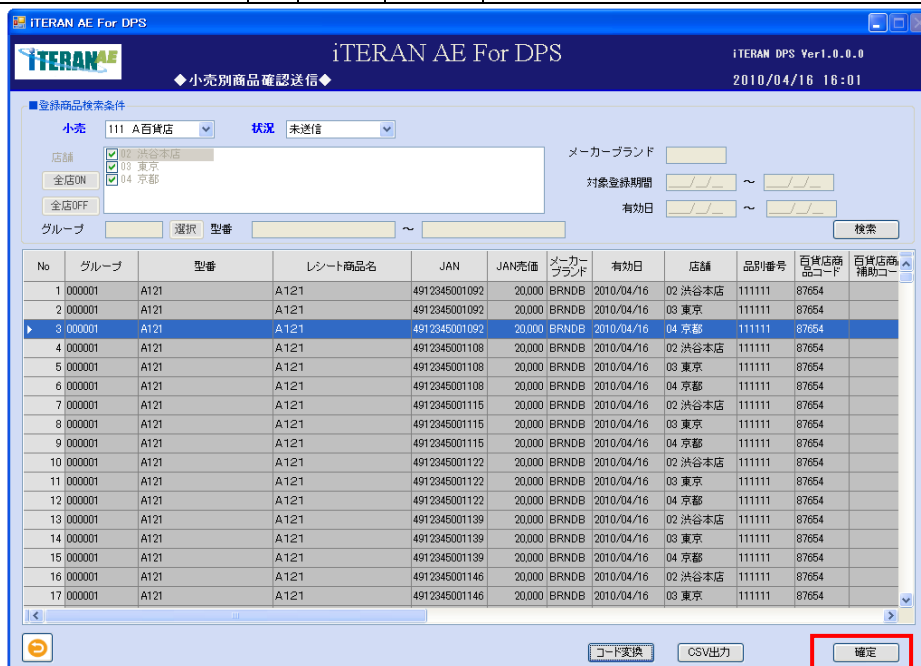 iTERAN AE For DPS
iTERAN AE
iTERAN AE For DPS
iTERAN DPS Ver1.0.0.0
◆小売別商品確認送信◆
2010/04/16 16:01
■登録商品検索条件
小売 111 A百貨店 状況 未送信
店舗 02 渋谷本店 メーカーブランド
03 東京
全店ON 04 京都 対象登録期間 __/__/__ ~ __/__/__
全店OFF 有効日 __/__/__ ~ __/__/__
グループ 選択 型番 ~ 検索
No グループ 型番 レシート商品名 JAN JAN売価 メーカーブランド 有効日 店舗 品別番号 百貨店商品コード 百貨店商補助コー
1 000001 A121 A121 4912345001092 20,000 BRNDB 2010/04/16 02 渋谷本店 111111 87654
2 000001 A121 A121 4912345001092 20,000 BRNDB 2010/04/16 03 東京 111111 87654
3 000001 A121 A121 4912345001092 20,000 BRNDB 2010/04/16 04 京都 111111 87654
4 000001 A121 A121 4912345001108 20,000 BRNDB 2010/04/16 02 渋谷本店 111111 87654
5 000001 A121 A121 4912345001108 20,000 BRNDB 2010/04/16 03 東京 111111 87654
6 000001 A121 A121 4912345001108 20,000 BRNDB 2010/04/16 04 京都 111111 87654
7 000001 A121 A121 4912345001115 20,000 BRNDB 2010/04/16 02 渋谷本店 111111 87654
8 000001 A121 A121 4912345001115 20,000 BRNDB 2010/04/16 03 東京 111111 87654
9 000001 A121 A121 4912345001115 20,000 BRNDB 2010/04/16 04 京都 111111 87654
10 000001 A121 A121 4912345001122 20,000 BRNDB 2010/04/16 02 渋谷本店 111111 87654
11 000001 A121 A121 4912345001122 20,000 BRNDB 2010/04/16 03 東京 111111 87654
12 000001 A121 A121 4912345001122 20,000 BRNDB 2010/04/16 04 京都 111111 87654
13 000001 A121 A121 4912345001139 20,000 BRNDB 2010/04/16 02 渋谷本店 111111 87654
14 000001 A121 A121 4912345001139 20,000 BRNDB 2010/04/16 03 東京 111111 87654
15 000001 A121 A121 4912345001139 20,000 BRNDB 2010/04/16 04 京都 111111 87654
16 000001 A121 A121 4912345001146 20,000 BRNDB 2010/04/16 02 渋谷本店 111111 87654
17 000001 A121 A121 4912345001146 20,000 BRNDB 2010/04/16 03 東京 111111 87654
コード変換 CSV出力 確定